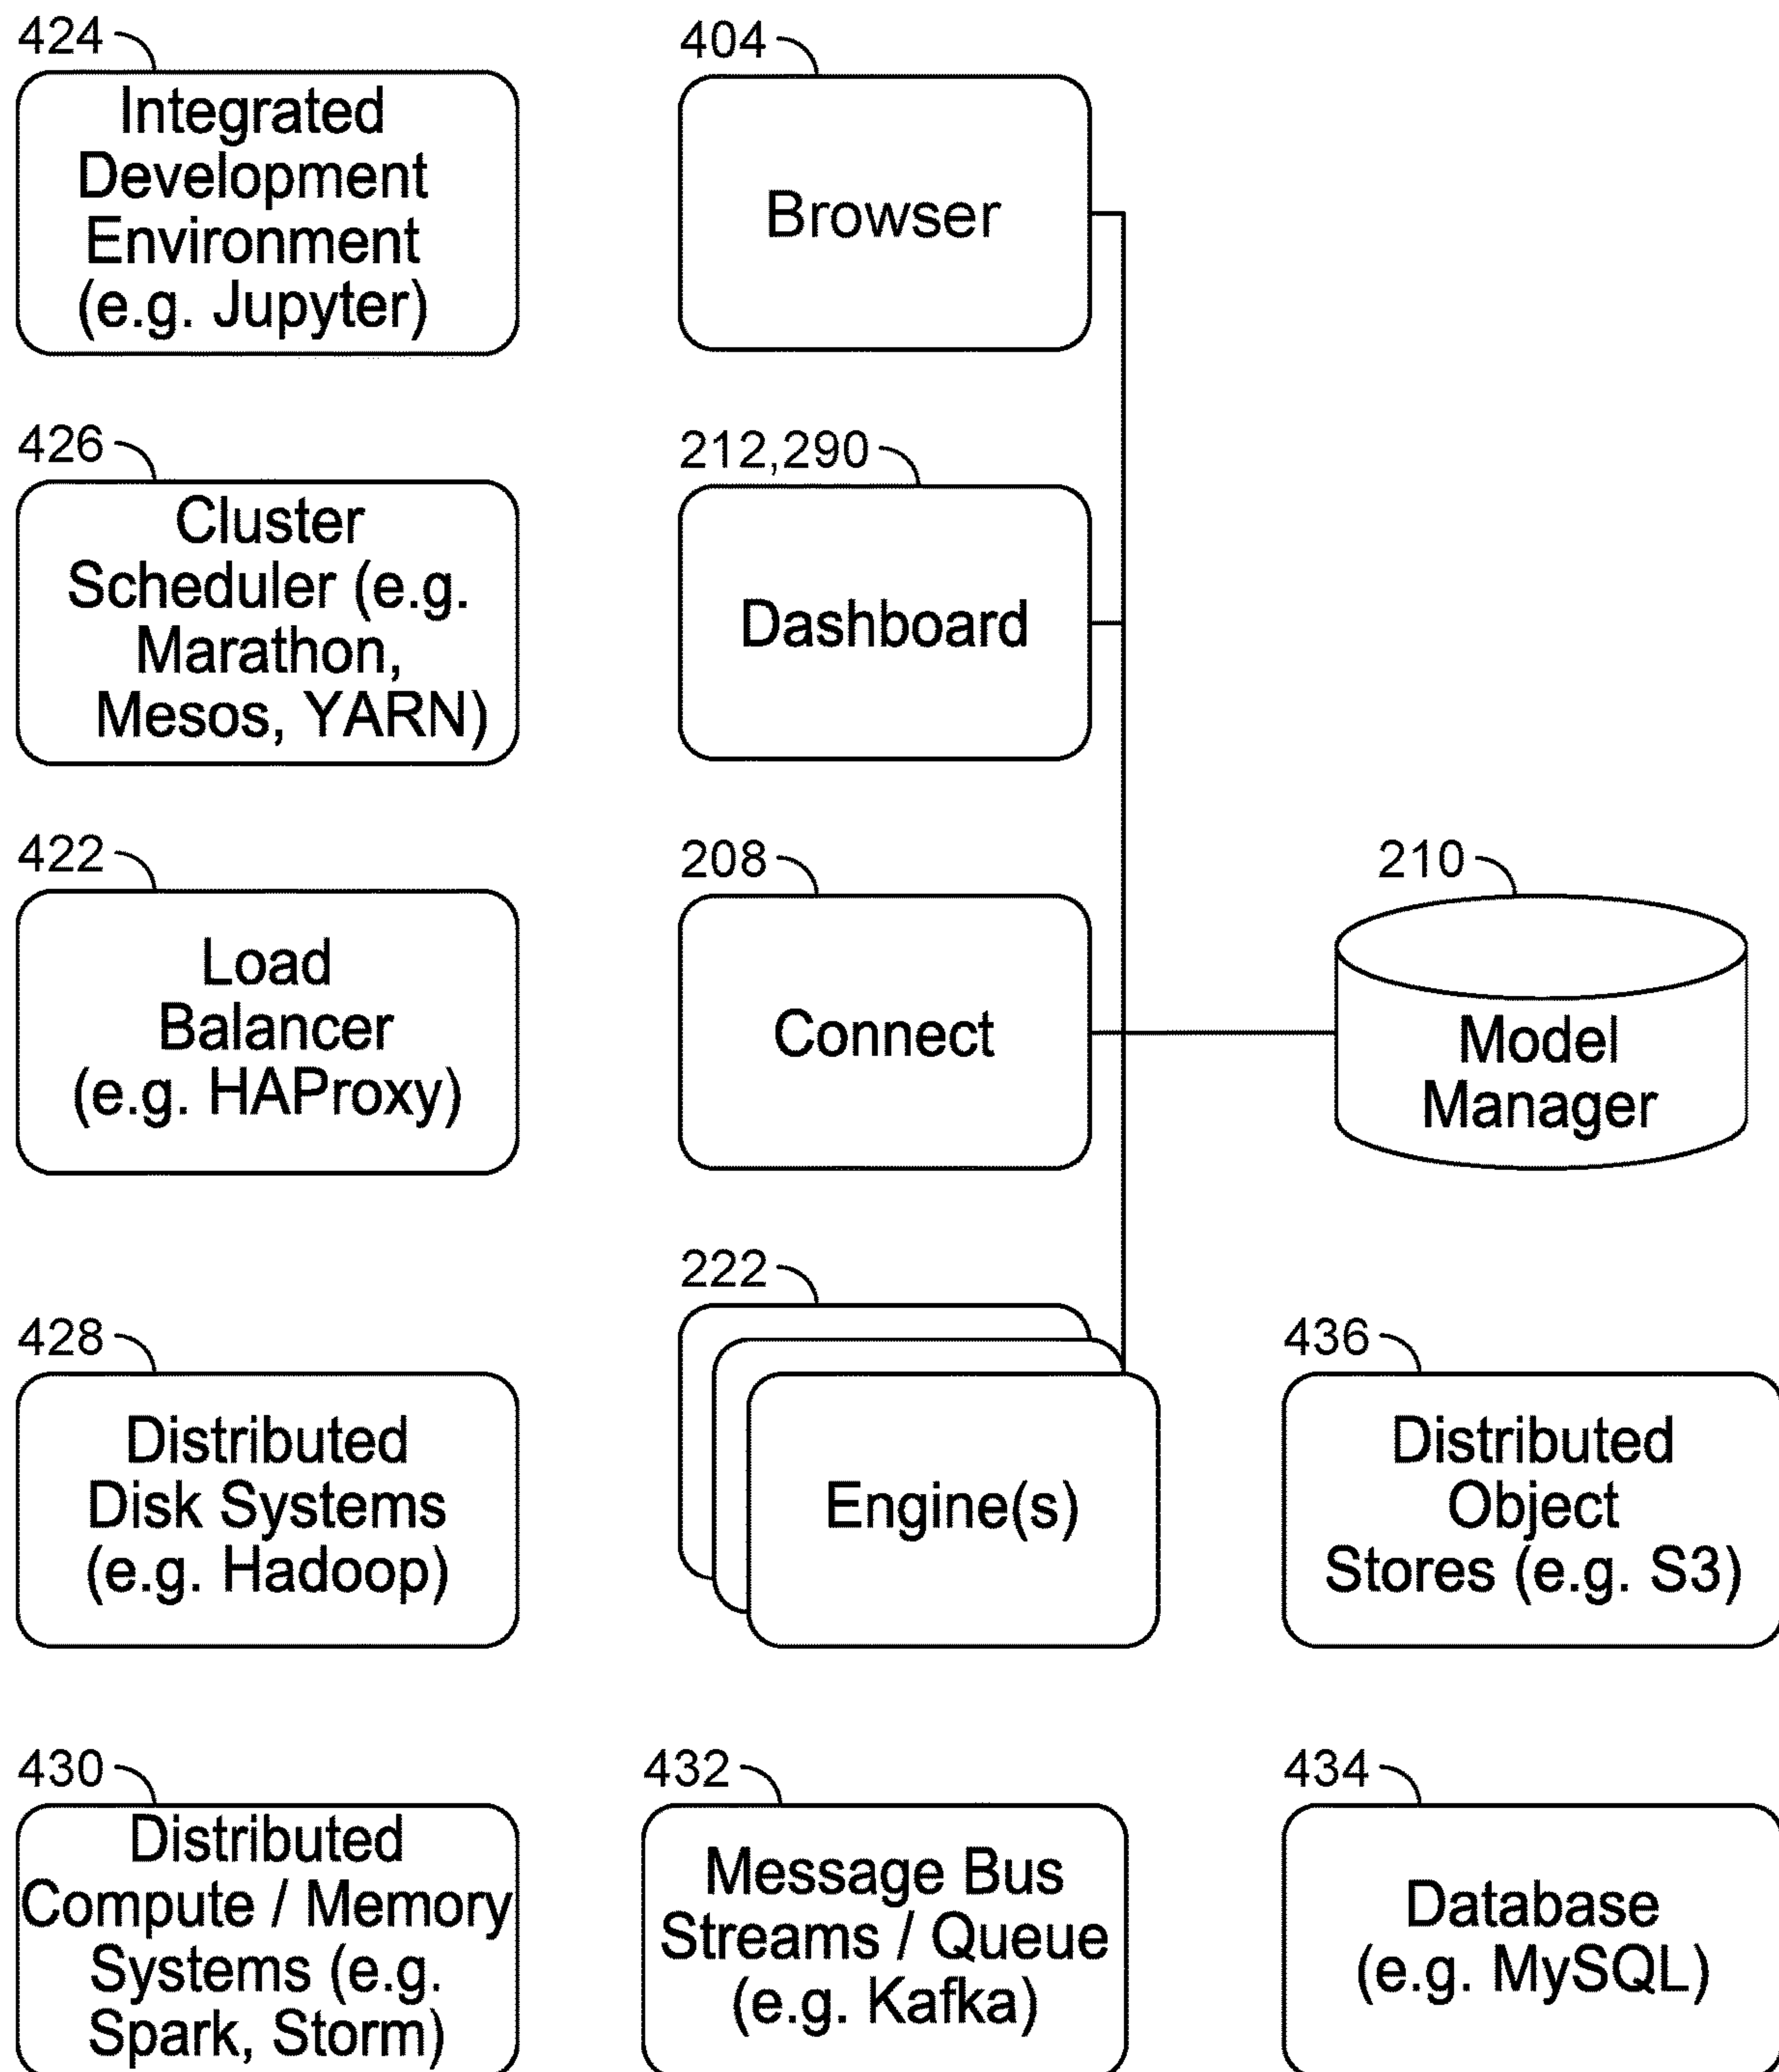 424
Integrated
Development
Environment
(e.g. Jupyter)
404
Browser
426
Cluster
Scheduler (e.g.
Marathon,
Mesos, YARN)
212,290
Dashboard
422
Load
Balancer
(e.g. HAProxy)
208
Connect
210
Model
Manager
428
Distributed
Disk Systems
(e.g. Hadoop)
222
Engine(s)
436
Distributed
Object
Stores (e.g. S3)
430
Distributed
Compute / Memory
Systems (e.g.
Spark, Storm)
432
Message Bus
Streams / Queue
(e.g. Kafka)
434
Database
(e.g. MySQL)